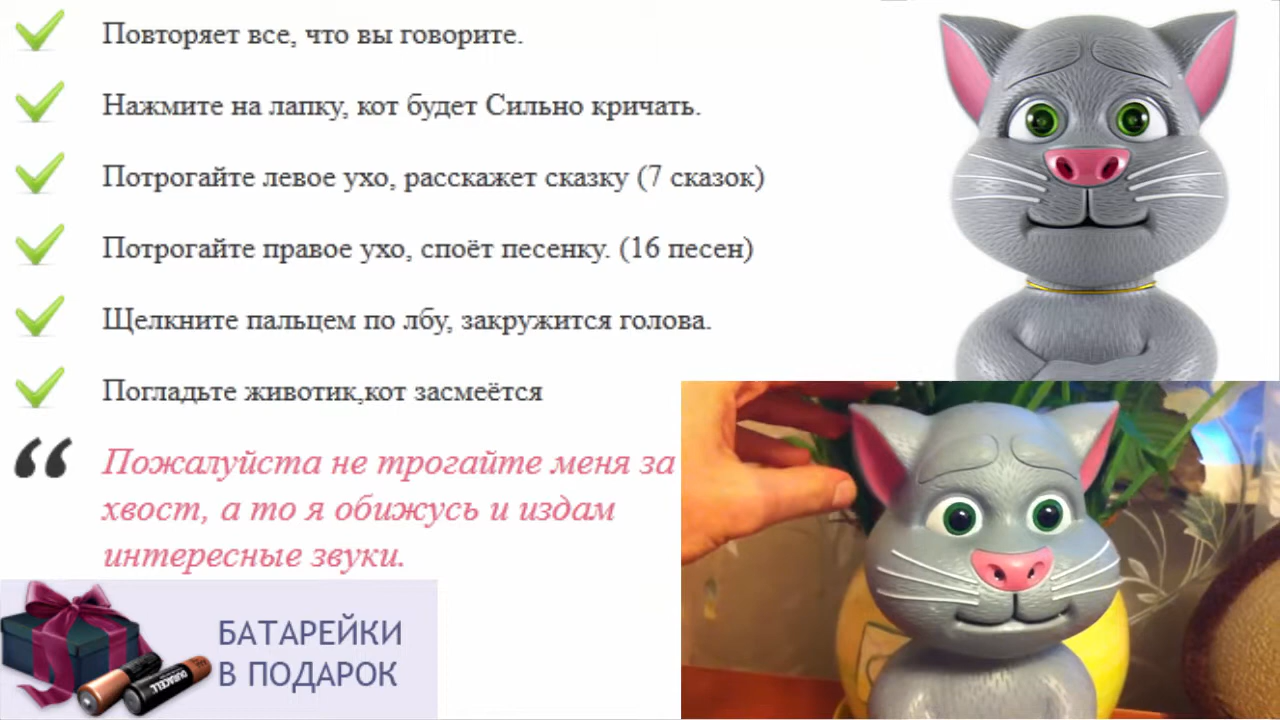 Повторяет все, что вы говорите.
Нажмите на лапку, кот будет Сильно кричать.
Потрогайте левое ухо, расскажет сказку (7 сказок)
Потрогайте правое ухо, споёт песенку. (16 песен)
Щелкните пальцем по лбу, закружится голова.
Погладьте животик,кот засмеётся
“ Пожалуйста не трогайте меня за
хвост, а то я обижусь и издам
интересные звуки.
БАТАРЕЙКИ
В ПОДАРОК
DURACELL